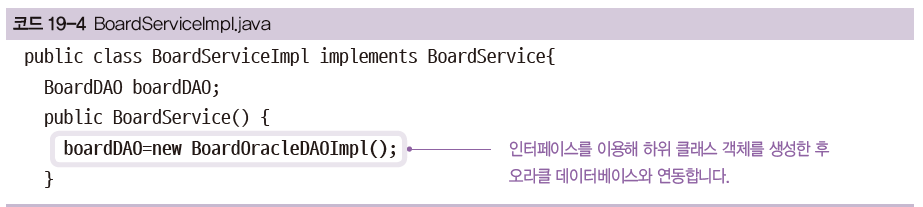 코드 19-4 BoardServiceImpl.java
public class BoardServiceImpl implements BoardService{
BoardDAO boardDAO;
public BoardService() {
boardDAO=new BoardOracleDAOImpl();
인터페이스를 이용해 하위 클래스 객체를 생성한 후
오라클 데이터베이스와 연동합니다.
}